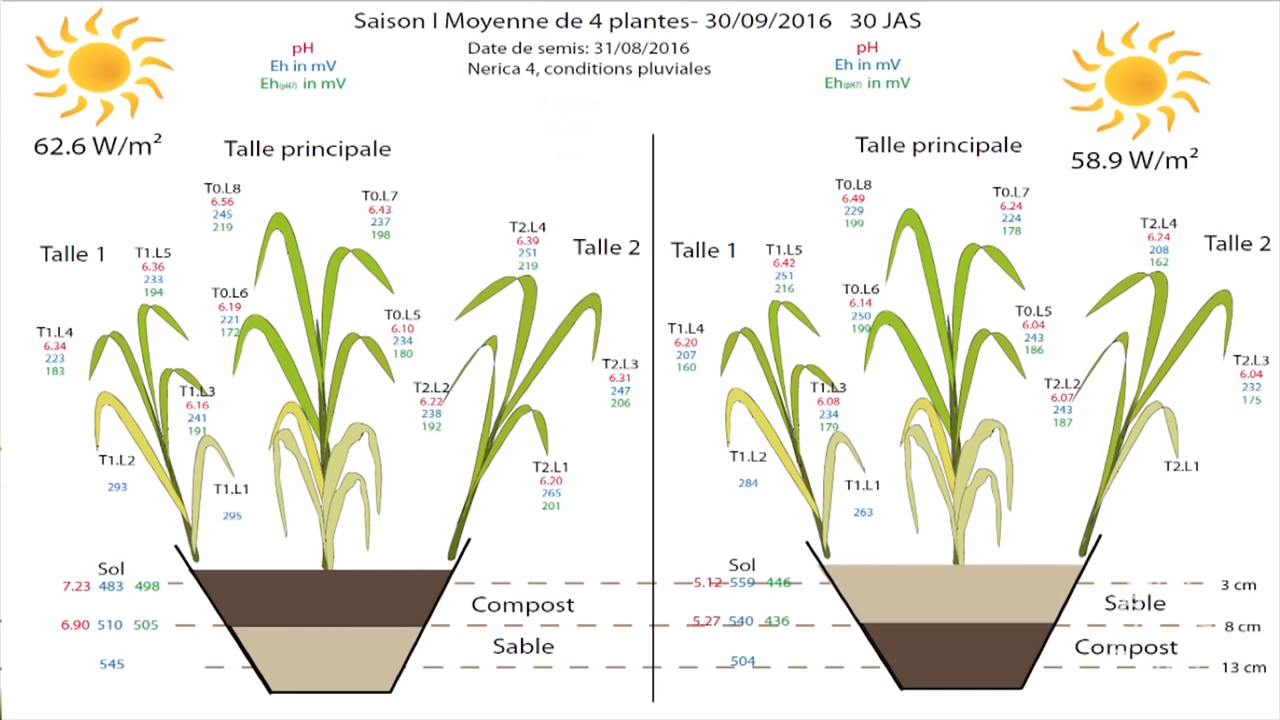 Saison I Moyenne de 4 plantes- 30/09/2016 30 JAS
Date de semis: 31/08/2016
Nerica 4, conditions pluviales
pH
Eh in mV
Eh(pH7) in mV
pH
Eh in mV
Eh(pH7) in mV
62.6 W/m²
Talle principale
T0.L8
6.56
245
219
T0.L7
6.43
237
198
Talle 1
T1.L5
6.36
233
194
T2.L4
6.39
251
219
Talle 2
T0.L6
6.19
221
172
T0.L5
6.10
234
180
T1.L4
6.34
223
183
T1.L3
6.16
241
191
T2.L2
6.22
238
192
T2.L3
6.31
247
206
T1.L2
293
T1.L1
295
T2.L1
6.20
265
201
Sol
7.23 483 498
6.90 510 505
545
Compost
Sable
58.9 W/m²
Talle principale
T0.L8
6.49
229
199
T0.L7
6.24
224
178
Talle 1
T1.L5
6.42
251
216
T2.L4
6.24
208
162
Talle 2
T0.L6
6.14
250
199
T0.L5
6.04
243
186
T1.L4
6.20
207
160
T1.L3
6.08
234
179
T2.L2
6.07
243
187
T2.L3
6.04
232
175
T1.L2
284
T1.L1
263
T2.L1
Sol
5.12 559 446
5.27 540 436
504
Sable
Compost
3 cm
8 cm
13 cm